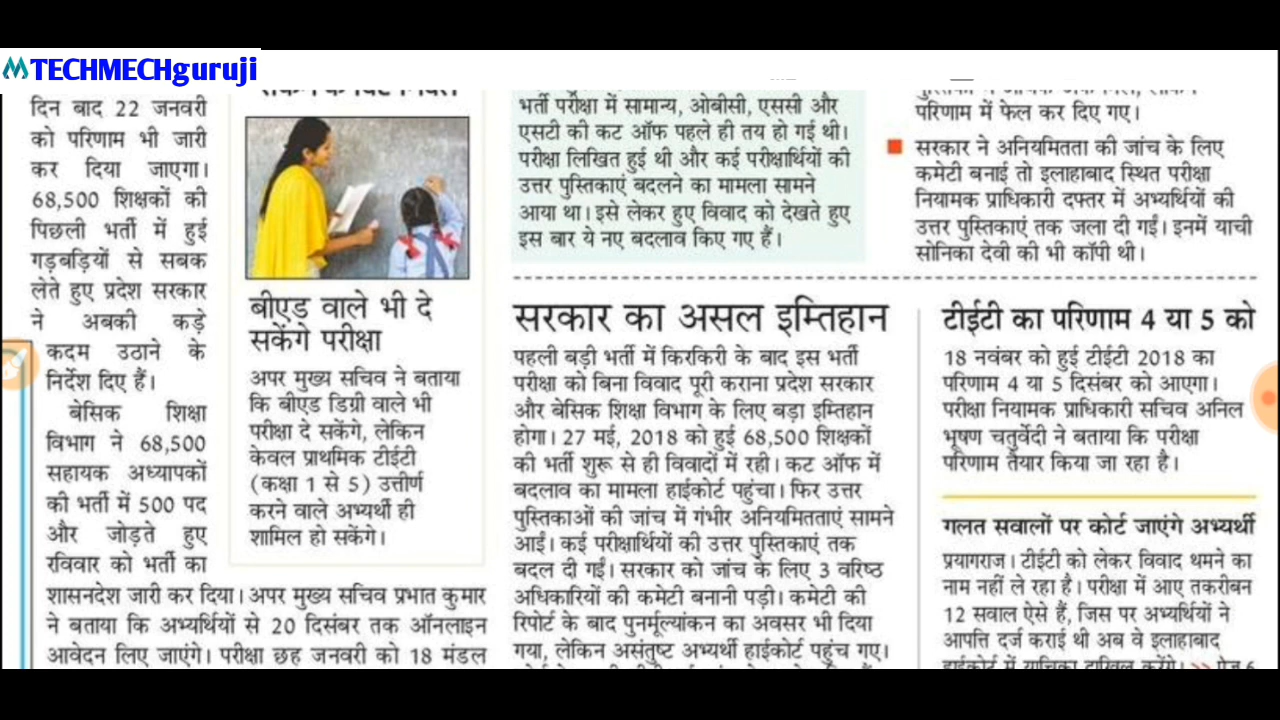 TECHMECHguruji
दिन बाद 22 जनवरी
को परिणाम भी जारी
कर दिया जाएगा।
68,500 शिक्षकों की
पिछली भर्ती में हुई
गड़बड़ियों से सबक
लेते हुए प्रदेश सरकार
ने अबकी कड़े
कदम उठाने के
निर्देश दिए हैं।
बेसिक शिक्षा
विभाग ने 68,500
सहायक अध्यापकों
की भर्ती में 500 पद
और जोड़ते हुए
रविवार को भर्ती का
शासनदेश जारी कर दिया। अपर मुख्य सचिव प्रभात कुमार
ने बताया कि अभ्यर्थियों से 20 दिसंबर तक ऑनलाइन
आवेदन लिए जाएंगे। परीक्षा छह जनवरी को 18 मंडल
बीएड वाले भी दे
सकेंगे परीक्षा
अपर मुख्य सचिव ने बताया
कि बीएड डिग्री वाले भी
परीक्षा दे सकेंगे, लेकिन
केवल प्राथमिक टीईटी
(कक्षा 1 से 5) उत्तीर्ण
करने वाले अभ्यर्थी ही
शामिल हो सकेंगे।
भर्ती परीक्षा में सामान्य, ओबीसी, एससी और
एसटी की कट ऑफ पहले ही तय हो गई थी।
परीक्षा लिखित हुई थी और कई परीक्षार्थियों की
उत्तर पुस्तिकाएं बदलने का मामला सामने
आया था। इसे लेकर हुए विवाद को देखते हुए
इस बार ये नए बदलाव किए गए हैं।
परिणाम में फेल कर दिए गए।
सरकार ने अनियमितता की जांच के लिए
कमेटी बनाई तो इलाहाबाद स्थित परीक्षा
नियामक प्राधिकारी दफ्तर में अभ्यर्थियों की
उत्तर पुस्तिकाएं तक जला दी गईं। इनमें याची
सोनिका देवी की भी कॉपी थी।
सरकार का असल इम्तिहान
पहली बड़ी भर्ती में किरकिरी के बाद इस भर्ती
परीक्षा को बिना विवाद पूरी कराना प्रदेश सरकार
और बेसिक शिक्षा विभाग के लिए बड़ा इम्तिहान
होगा। 27 मई, 2018 को हुई 68,500 शिक्षकों
की भर्ती शुरू से ही विवादों में रही। कट ऑफ में
बदलाव का मामला हाईकोर्ट पहुंचा। फिर उत्तर
पुस्तिकाओं की जांच में गंभीर अनियमितताएं सामने
आईं। कई परीक्षार्थियों की उत्तर पुस्तिकाएं तक
बदल दी गईं। सरकार को जांच के लिए 3 वरिष्ठ
अधिकारियों की कमेटी बनानी पड़ी। कमेटी की
रिपोर्ट के बाद पुनर्मूल्यांकन का अवसर भी दिया
गया, लेकिन असंतुष्ट अभ्यर्थी हाईकोर्ट पहुंच गए।
टीईटी का परिणाम 4 या 5 को
18 नवंबर को हुई टीईटी 2018 का
परिणाम 4 या 5 दिसंबर को आएगा।
परीक्षा नियामक प्राधिकारी सचिव अनिल
भूषण चतुर्वेदी ने बताया कि परीक्षा
परिणाम तैयार किया जा रहा है।
गलत सवालों पर कोर्ट जाएंगे अभ्यर्थी
प्रयागराज। टीईटी को लेकर विवाद थमने का
नाम नहीं ले रहा है। परीक्षा में आए तकरीबन
12 सवाल ऐसे हैं, जिस पर अभ्यर्थियों ने
आपत्ति दर्ज कराई थी अब वे इलाहाबाद
हाईकोर्ट में याचिका दाखिल करेंगे। >> पेज 6